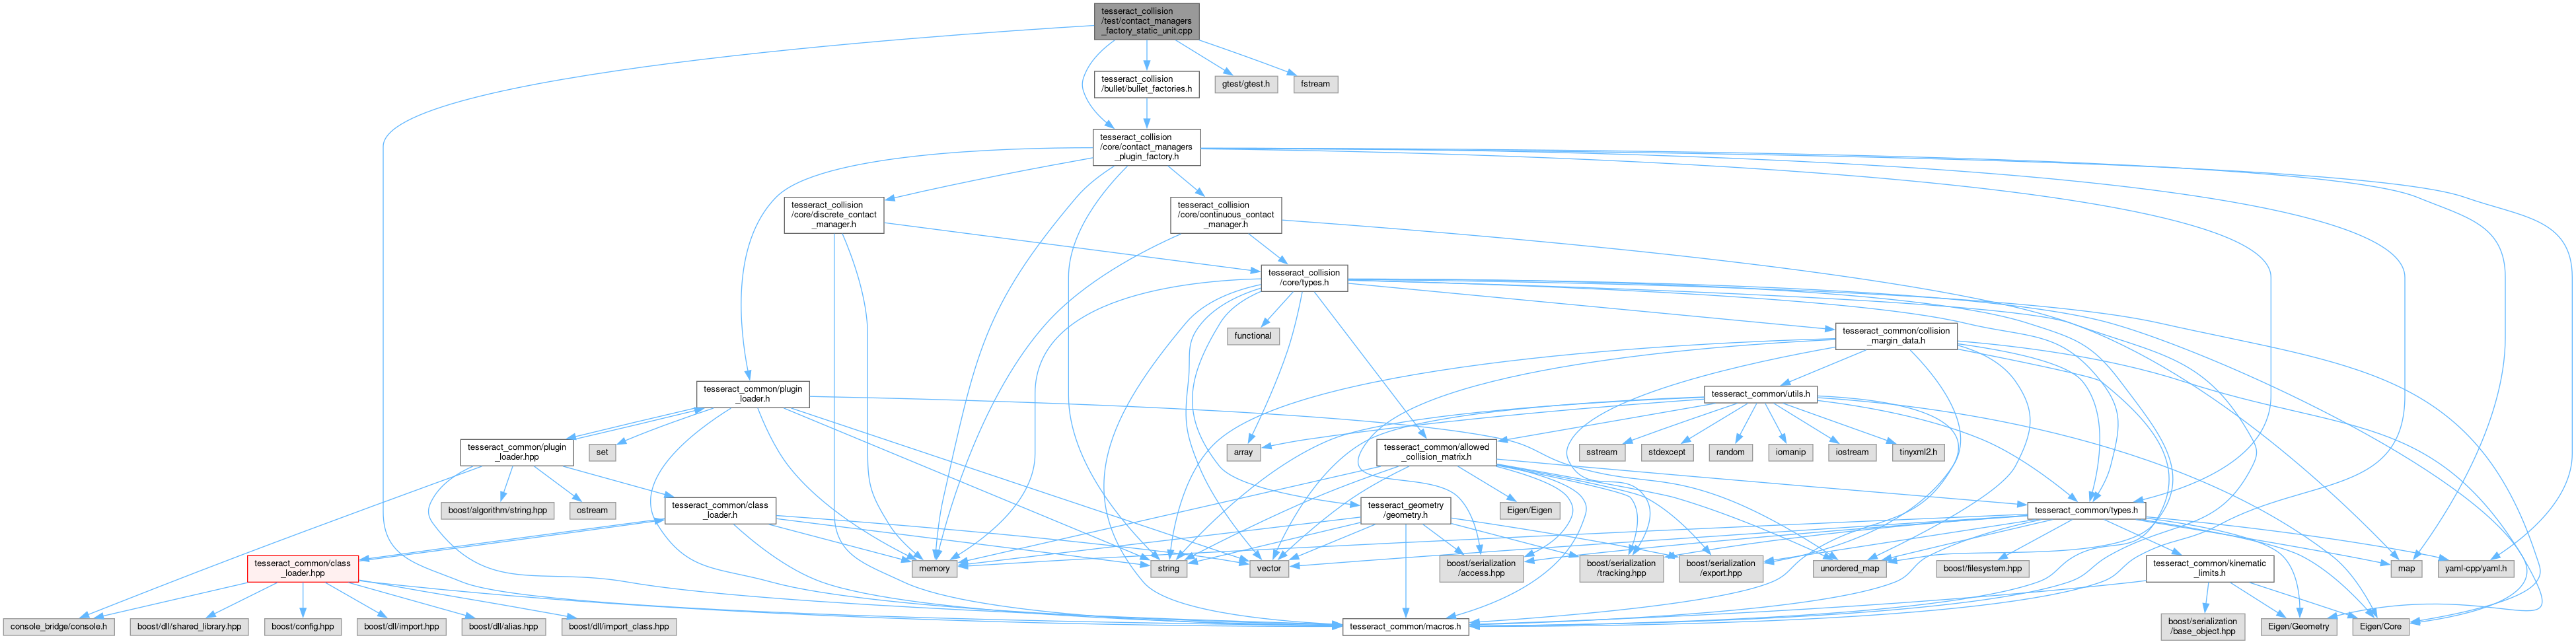 tesseract_collision
/test/contact_managers
_factory_static_unit.cpp
tesseract_collision
/bullet/bullet_factories.h
gtest/gtest.h
fstream
tesseract_collision
/core/contact_managers
_plugin_factory.h
tesseract_collision
/core/discrete_contact
_manager.h
tesseract_collision
/core/continuous_contact
_manager.h
tesseract_collision
/core/types.h
functional
tesseract_common/collision
_margin_data.h
tesseract_common/plugin
_loader.h
tesseract_common/utils.h
tesseract_common/plugin
_loader.hpp
set
array
tesseract_common/allowed
_collision_matrix.h
sstream
stdexcept
random
iomanip
iostream
tinyxml2.h
boost/algorithm/string.hpp
ostream
tesseract_common/class
_loader.h
tesseract_geometry
/geometry.h
Eigen/Eigen
tesseract_common/types.h
tesseract_common/class
_loader.hpp
memory
string
vector
boost/serialization
/access.hpp
boost/serialization
/tracking.hpp
boost/serialization
/export.hpp
unordered_map
boost/filesystem.hpp
tesseract_common/kinematic
_limits.h
map
yaml-cpp/yaml.h
console_bridge/console.h
boost/dll/shared_library.hpp
boost/config.hpp
boost/dll/import.hpp
boost/dll/alias.hpp
boost/dll/import_class.hpp
tesseract_common/macros.h
boost/serialization
/base_object.hpp
Eigen/Geometry
Eigen/Core